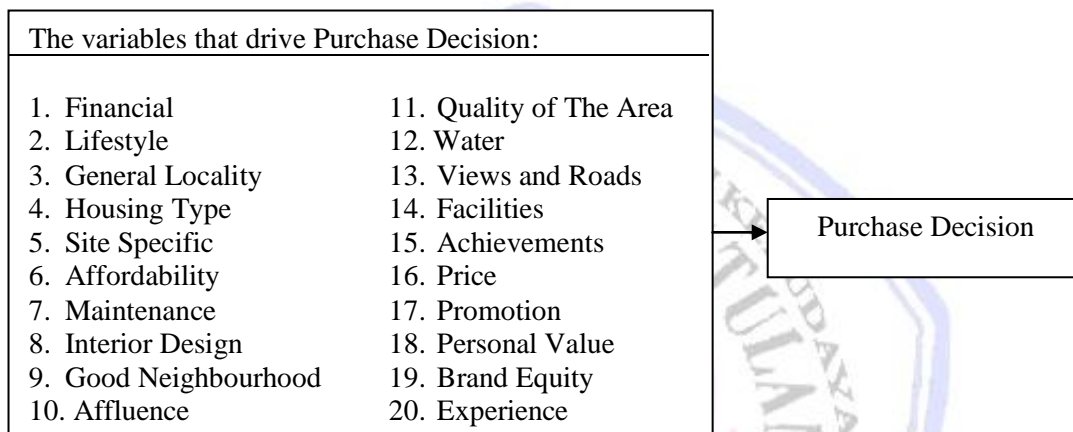 The variables that drive Purchase Decision:
1. Financial
2. Lifestyle
3. General Locality
4. Housing Type
5. Site Specific
6. Affordability
7. Maintenance
8. Interior Design
9. Good Neighbourhood
10. Affluence
11. Quality of The Area
12. Water
13. Views and Roads
14. Facilities
15. Achievements
16. Price
17. Promotion
18. Personal Value
19. Brand Equity
20. Experience
Purchase Decision